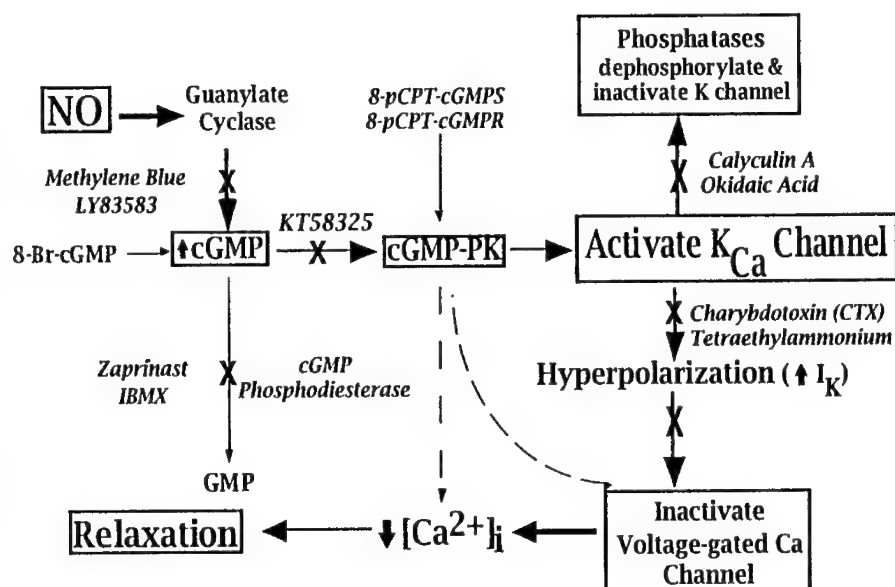 Phosphatases
dephosphorylate &
inactivate K channel
NO
Guanylate
Cyclase
8-pCPT-cGMPS
8-pCPT-cGMPR
Methylene Blue
LY83583
Calyculin A
Okidaic Acid
8-Br-cGMP
↑cGMP
KT58325
cGMP-PK
Activate KCa Channel
Charybdotoxin (CTX)
Tetraethylammonium
Zaprinast
IBMX
cGMP
Phosphodiesterase
Hyperpolarization (↑ IK)
GMP
Relaxation
↓ [Ca2+]i
Inactivate
Voltage-gated Ca
Channel